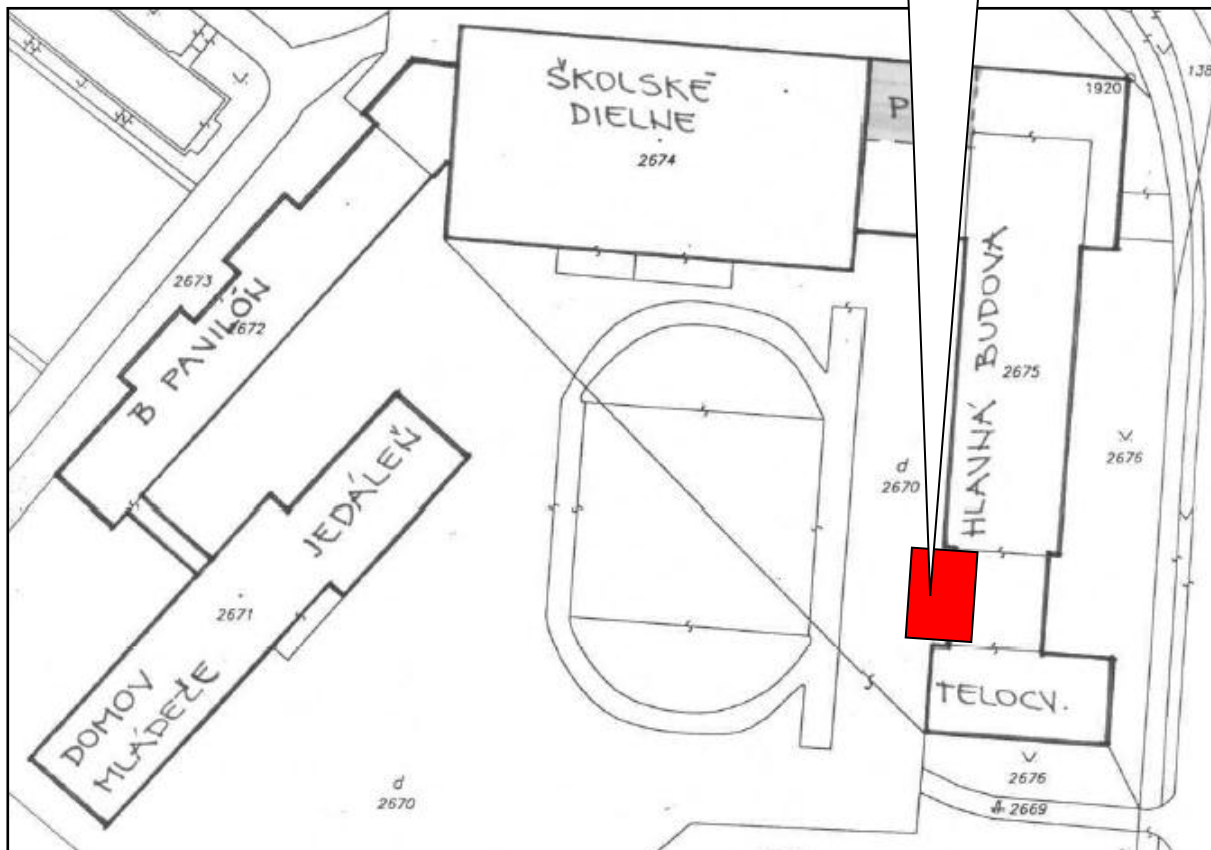 ŠKOLSKÉ
DIELNE
2674
P
1920
138
2673
B PAVILÓN
2672
HLAVNÁ BUDOVA
2675
JEDÁLEŇ
d
2670
2676
2671
DOMOV
MLÁDEŽE
TELOCV.
2676
2669
d
2670